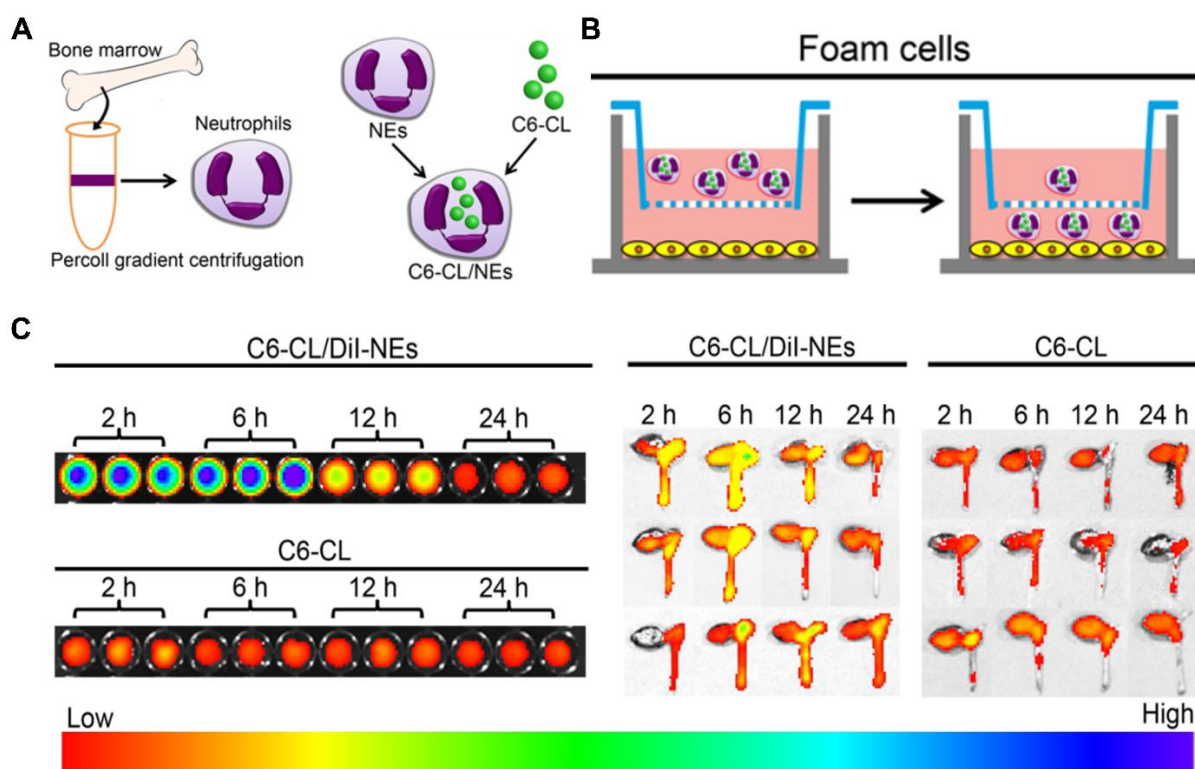 A
Bone marrow
Neutrophils
Percoll gradient centrifugation
NEs
C6-CL
C6-CL/NEs
B
Foam cells
C
C6-CL/DiI-NEs
2 h 6 h 12 h 24 h
C6-CL
2 h 6 h 12 h 24 h
C6-CL/DiI-NEs
2 h 6 h 12 h 24 h
C6-CL
2 h 6 h 12 h 24 h
Low
High